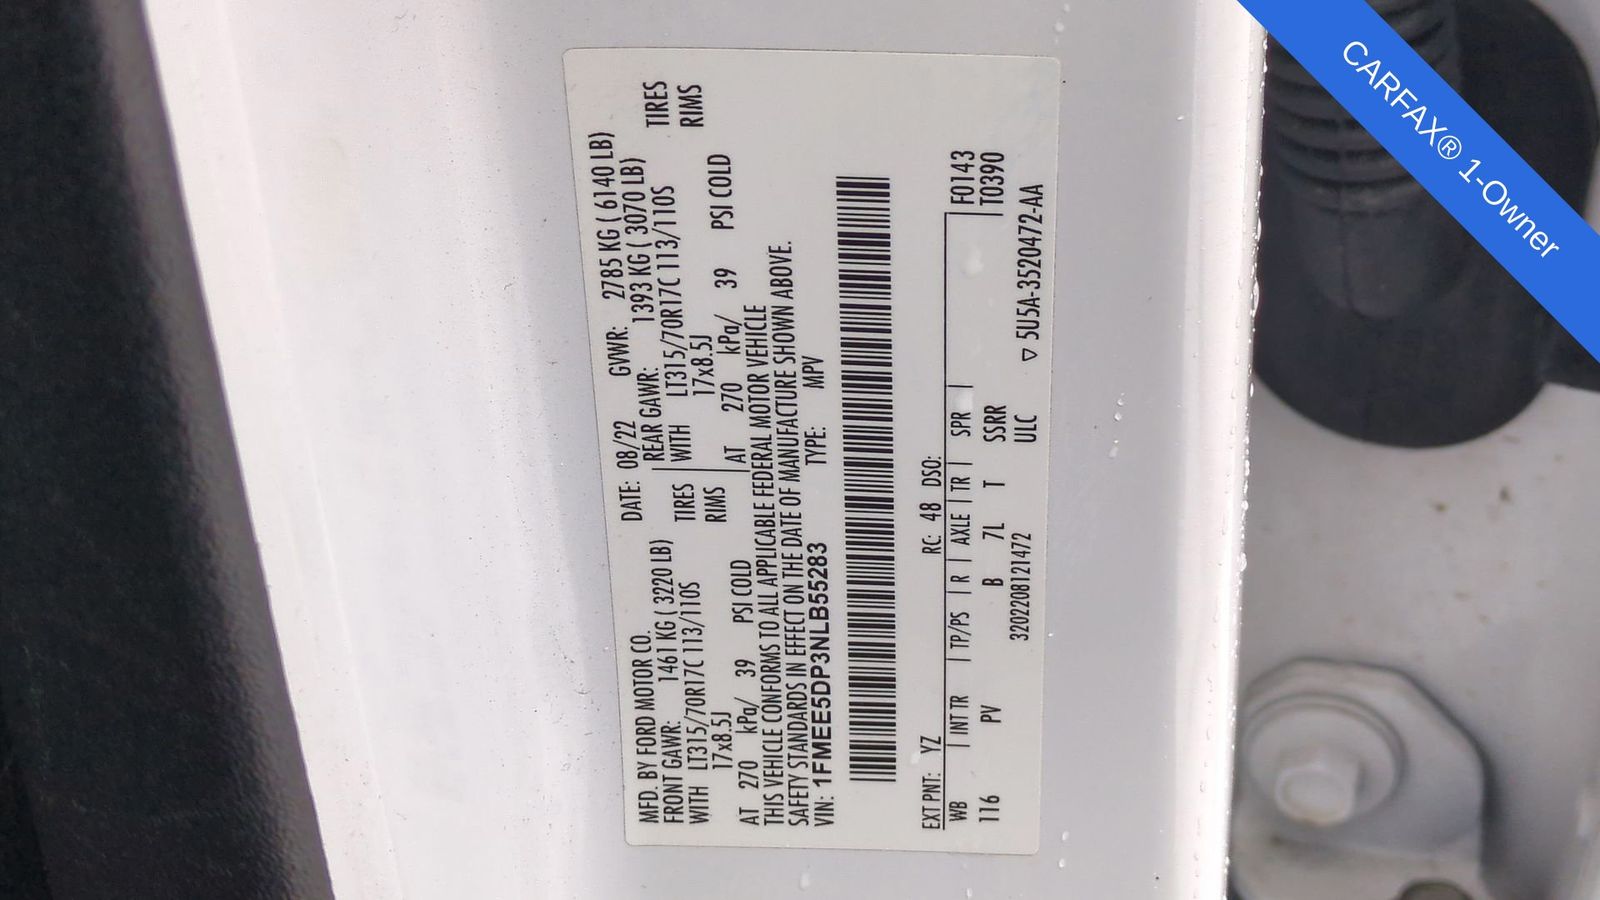 MFD. BY FORD MOTOR CO. DATE: 08/22 GVWR: 2785 KG ( 6140 LB)
FRONT GAWR: 1461 KG ( 3220 LB) REAR GAWR: 1393 KG ( 3070 LB)
WITH LT315/70R17C 113/110S TIRES WITH LT315/70R17C 113/110S TIRES
17x8.5J RIMS 17x8.5J RIMS
AT 270 kPa/ 39 PSI COLD AT 270 kPa/ 39 PSI COLD
THIS VEHICLE CONFORMS TO ALL APPLICABLE FEDERAL MOTOR VEHICLE
SAFETY STANDARDS IN EFFECT ON THE DATE OF MANUFACTURE SHOWN ABOVE.
VIN: 1FMEE5DP3NLB55283 TYPE: MPV
EXT PNT: YZ RC: 48 DSO: F0143
WB | INT TR | TP/PS | R | AXLE | TR | SPR | T0390
116 PV B 7L T SSRR
320220812​1472 ULC ▽ 5U5A-3520472-AA
CARFAX® 1-Owner